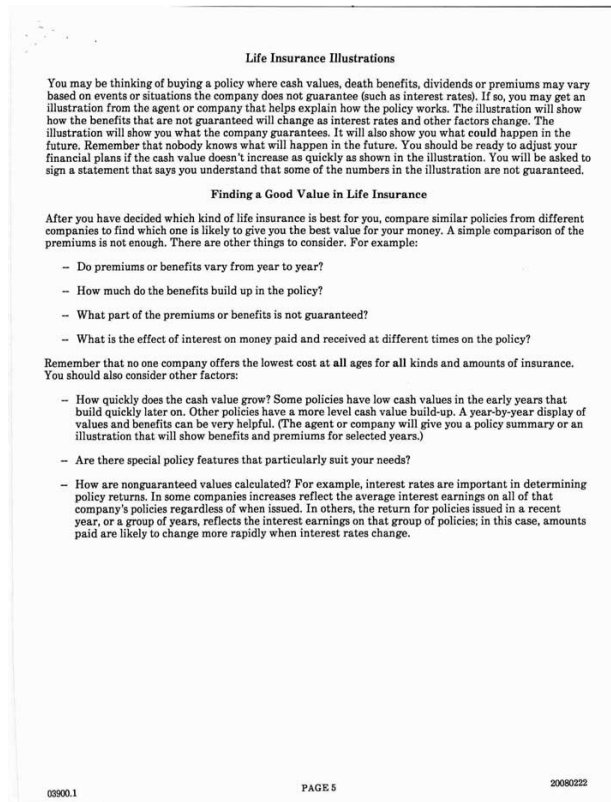 Life Insurance Illustrations
You may be thinking of buying a policy where cash values, death benefits, dividends or premiums may vary
based on events or situations the company does not guarantee (such as interest rates). If so, you may get an
illustration from the agent or company that helps explain how the policy works. The illustration will show
how the benefits that are not guaranteed will change as interest rates and other factors change. The
illustration will show you what the company guarantees. It will also show you what could happen in the
future. Remember that nobody knows what will happen in the future. You should be ready to adjust your
financial plans if the cash value doesn't increase as quickly as shown in the illustration. You will be asked to
sign a statement that says you understand that some of the numbers in the illustration are not guaranteed.
Finding a Good Value in Life Insurance
After you have decided which kind of life insurance is best for you, compare similar policies from different
companies to find which one is likely to give you the best value for your money. A simple comparison of the
premiums is not enough. There are other things to consider. For example:
-- Do premiums or benefits vary from year to year?
-- How much do the benefits build up in the policy?
-- What part of the premiums or benefits is not guaranteed?
-- What is the effect of interest on money paid and received at different times on the policy?
Remember that no one company offers the lowest cost at all ages for all kinds and amounts of insurance.
You should also consider other factors:
-- How quickly does the cash value grow? Some policies have low cash values in the early years that
build quickly later on. Other policies have a more level cash value build-up. A year-by-year display of
values and benefits can be very helpful. (The agent or company will give you a policy summary or an
illustration that will show benefits and premiums for selected years.)
-- Are there special policy features that particularly suit your needs?
-- How are nonguaranteed values calculated? For example, interest rates are important in determining
policy returns. In some companies increases reflect the average interest earnings on all of that
company's policies regardless of when issued. In others, the return for policies issued in a recent
year, or a group of years, reflects the interest earnings on that group of policies; in this case, amounts
paid are likely to change more rapidly when interest rates change.
03900.1
PAGE 5
20080222